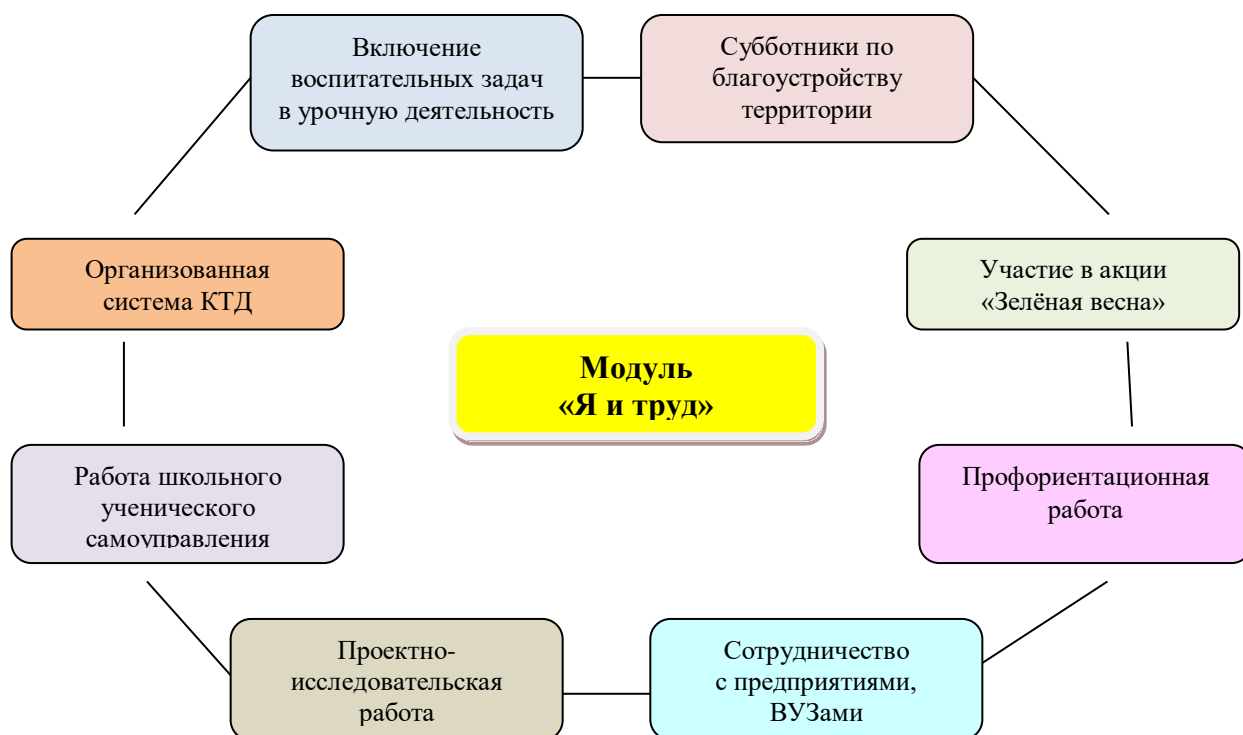 Включение
воспитательных задач
в урочную деятельность
Субботники по
благоустройству
территории
Организованная
система КТД
Участие в акции
«Зелёная весна»
Модуль
«Я и труд»
Работа школьного
ученического
самоуправления
Профориентационная
работа
Проектно-
исследовательская
работа
Сотрудничество
с предприятиями,
ВУЗами